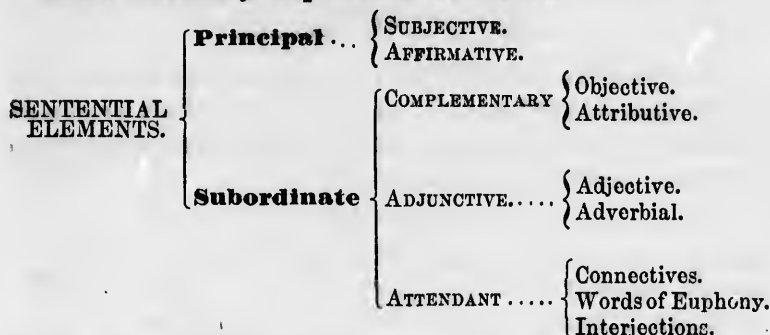 Principal ... SUBJECTIVE.
AFFIRMATIVE.
SENTENTIAL
ELEMENTS.
COMPLEMENTARY Objective.
Attributive.
Subordinate ADJUNCTIVE..... Adjective.
Adverbial.
ATTENDANT ..... Connectives.
Words of Euphony.
Interjections.